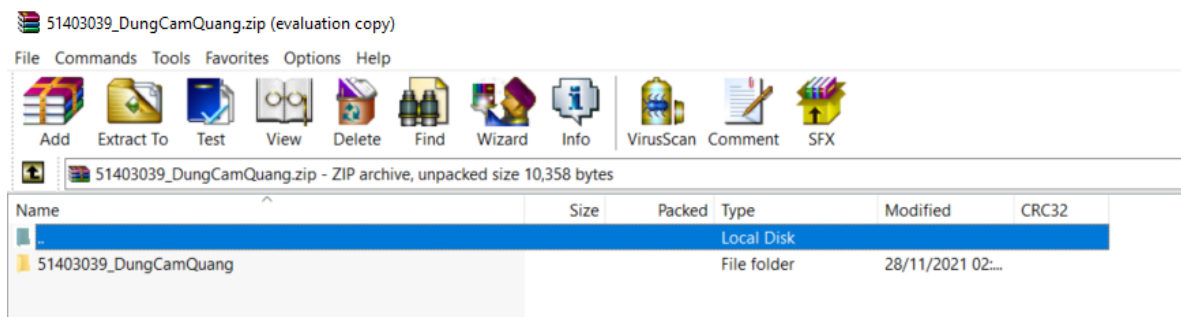 51403039_DungCamQuang.zip (evaluation copy)
File Commands Tools Favorites Options Help
Add Extract To Test View Delete Find Wizard Info VirusScan Comment SFX
51403039_DungCamQuang.zip - ZIP archive, unpacked size 10,358 bytes
Name Size Packed Type Modified CRC32
.. Local Disk
51403039_DungCamQuang File folder 28/11/2021 02:...